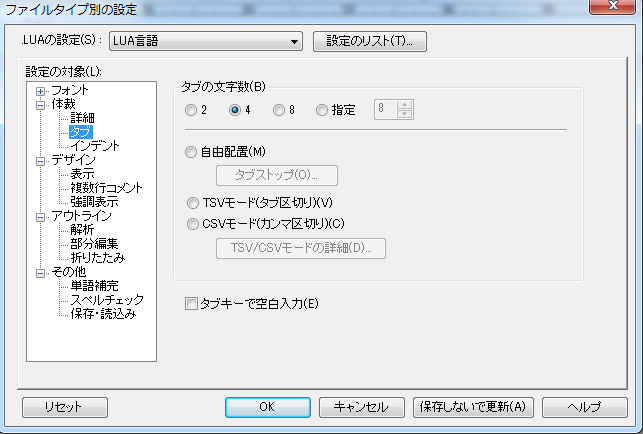 ファイルタイプ別の設定
.LUAの設定(S) : LUA言語 設定のリスト(T)...
設定の対象(L):
フォント
体裁
詳細
タブ
インデント
デザイン
表示
複数行コメント
強調表示
アウトライン
解析
部分編集
折りたたみ
その他
単語補完
スペルチェック
保存・読込み
タブの文字数(B)
2 4 8 指定 8
自由配置(M)
タブストップ(O)...
TSVモード(タブ区切り)(V)
CSVモード(カンマ区切り)(C)
TSV/CSVモードの詳細(D)...
タブキーで空白入力(E)
リセット OK キャンセル 保存しないで更新(A) ヘルプ